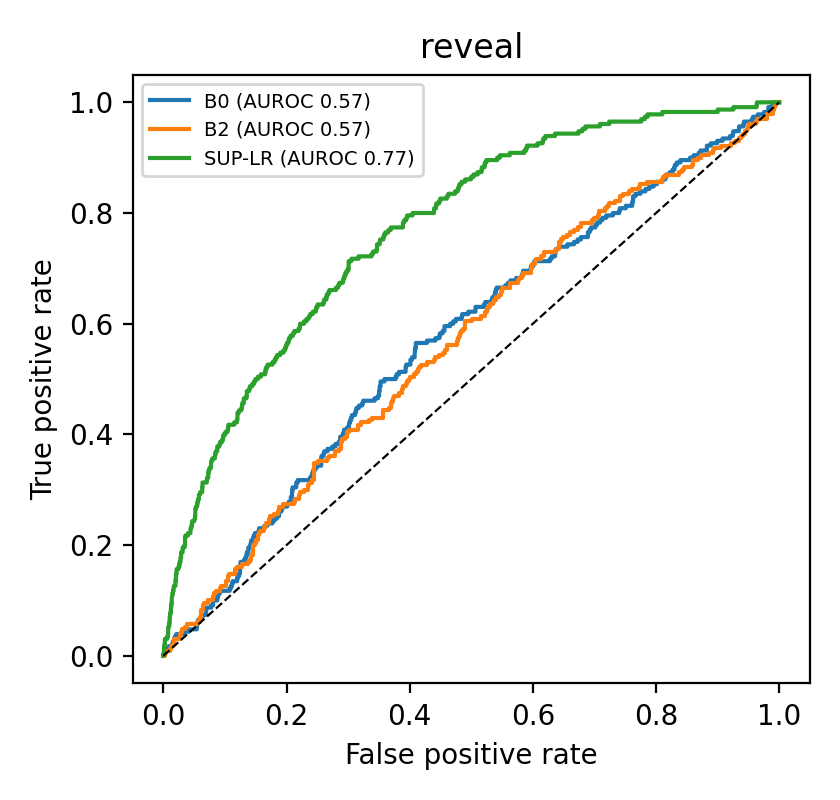 reveal
B0 (AUROC 0.57)
B2 (AUROC 0.57)
SUP-LR (AUROC 0.77)
1.0
0.8
0.6
0.4
0.2
0.0
True positive rate
0.0 0.2 0.4 0.6 0.8 1.0
False positive rate